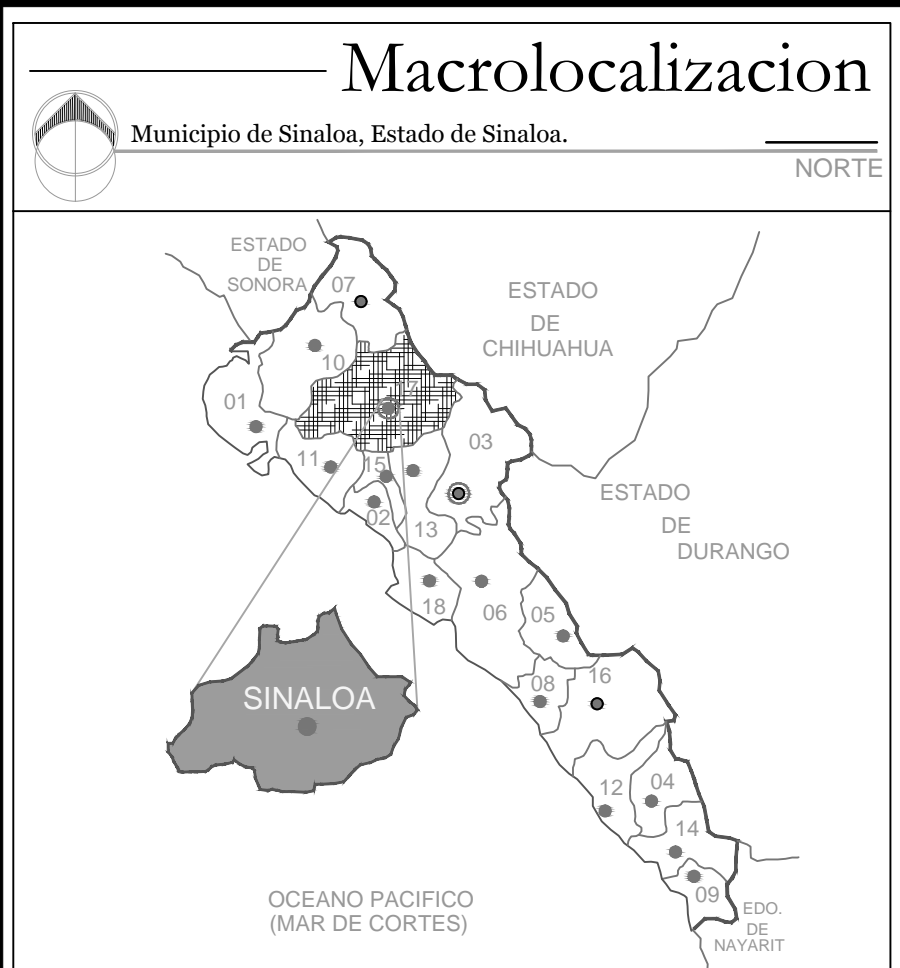 Macrolocalizacion
Municipio de Sinaloa, Estado de Sinaloa.
NORTE
ESTADO
DE
SONORA
07
ESTADO
DE
CHIHUAHUA
10
01
17
03
11
15
02
13
ESTADO
DE
DURANGO
18
06
05
16
08
SINALOA
12
04
14
09
OCEANO PACIFICO
(MAR DE CORTES)
EDO.
DE
NAYARIT